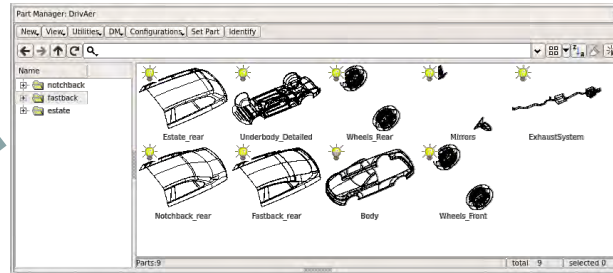 Part Manager: DrivAer
New View Utilities DM Configurations Set Part Identify
Name
notchback
fastback
estate
Estate_rear Underbody_Detailed Wheels_Rear Mirrors ExhaustSystem
Notchback_rear Fastback_rear Body Wheels_Front
Parts:9 total 9 selected 0